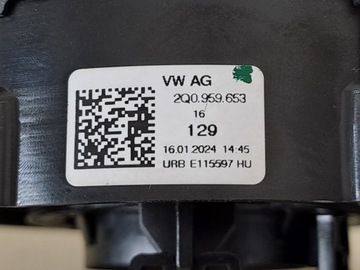 VW AG
2Q0.959.653
16
129
16.01.2024 14:45
URB E115597 HU